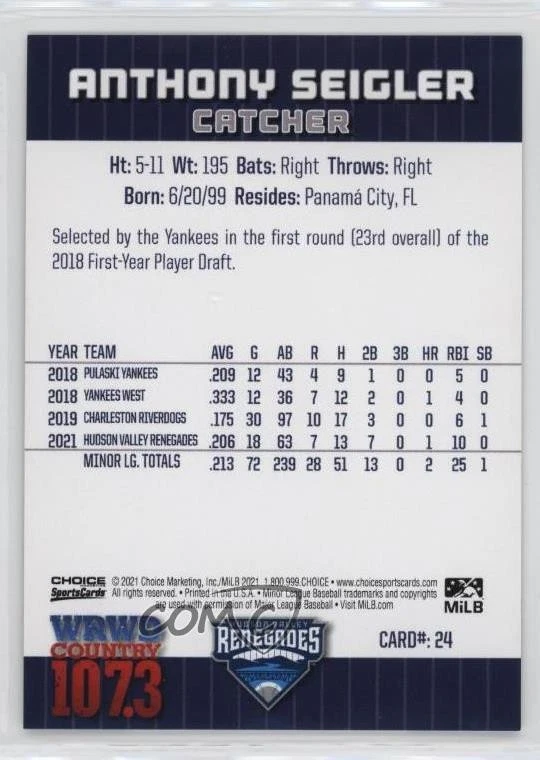 ANTHONY SEIGLER
CATCHER
Ht: 5-11 Wt: 195 Bats: Right Throws: Right
Born: 6/20/99 Resides: Panamá City, FL
Selected by the Yankees in the first round (23rd overall) of the
2018 First-Year Player Draft.
YEAR TEAM AVG G AB R H 2B 3B HR RBI SB
2018 PULASKI YANKEES .209 12 43 4 9 1 0 0 5 0
2018 YANKEES WEST .333 12 36 7 12 2 0 1 4 0
2019 CHARLESTON RIVERDOGS .175 30 97 10 17 3 0 0 6 1
2021 HUDSON VALLEY RENEGADES .206 18 63 7 13 7 0 1 10 0
MINOR LG. TOTALS .213 72 239 28 51 13 0 2 25 1
CHOICE
SportsCards
© 2021 Choice Marketing, Inc./MiLB 2021 1.800.999.CHOICE • www.choicesportscards.com
All rights reserved. • Printed in the U.S.A. • Minor League Baseball trademarks and copyrights
are used with permission of Major League Baseball • Visit MiLB.com
MiLB
COMC
WRWD
COUNTRY
107.3
HUDSON VALLEY
RENEGADES
CARD#: 24